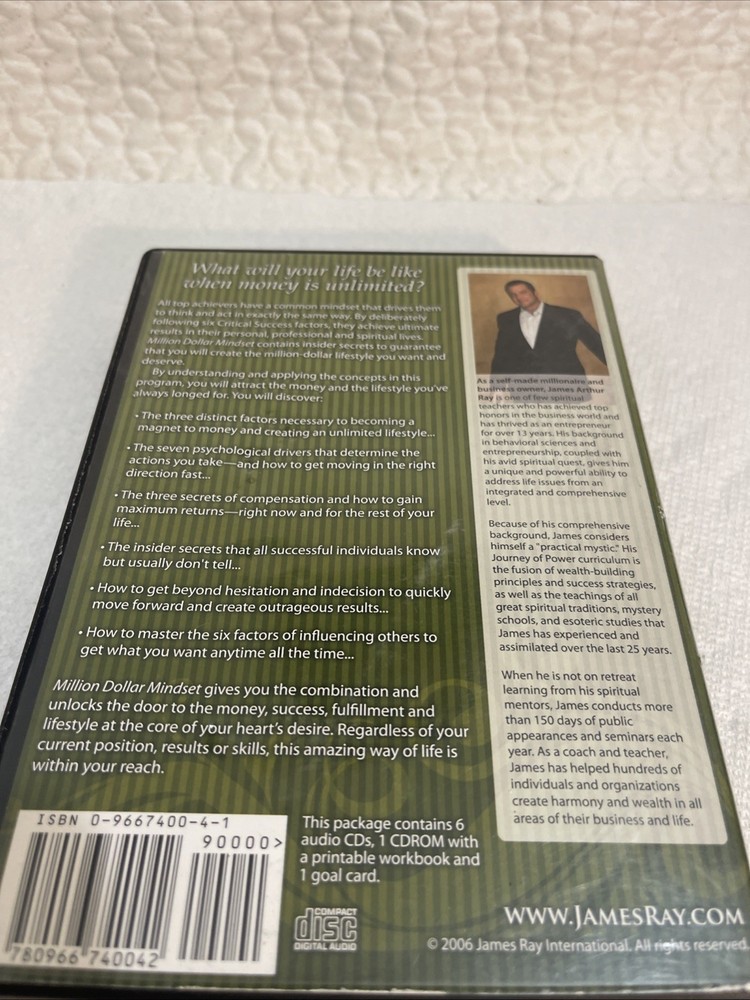 What will your life be like
when money is unlimited?
All top achievers have a common mindset that drives them
to think and act in exactly the same way. By deliberately
following six Critical Success factors, they achieve ultimate
results in their personal, professional and spiritual lives.
Million Dollar Mindset contains insider secrets to guarantee
that you will create the million-dollar lifestyle you want and
deserve.
By understanding and applying the concepts in this
program, you will attract the money and the lifestyle you've
always longed for. You will discover:
• The three distinct factors necessary to becoming a
magnet to money and creating an unlimited lifestyle...
• The seven psychological drivers that determine the
actions you take—and how to get moving in the right
direction fast...
• The three secrets of compensation and how to gain
maximum returns—right now and for the rest of your
life...
• The insider secrets that all successful individuals know
but usually don't tell...
• How to get beyond hesitation and indecision to quickly
move forward and create outrageous results...
• How to master the six factors of influencing others to
get what you want anytime all the time...
Million Dollar Mindset gives you the combination and
unlocks the door to the money, success, fulfillment and
lifestyle at the core of your heart's desire. Regardless of your
current position, results or skills, this amazing way of life is
within your reach.
As a self-made millionaire and
business owner, James Arthur
Ray is one of few spiritual
teachers who has achieved top
honors in the business world and
has thrived as an entrepreneur
for over 13 years. His background
in behavioral sciences and
entrepreneurship, coupled with
his avid spiritual quest, gives him
a unique and powerful ability to
address life issues from an
integrated and comprehensive
level.
Because of his comprehensive
background, James considers
himself a "practical mystic." His
Journey of Power curriculum is
the fusion of wealth-building
principles and success strategies,
as well as the teachings of all
great spiritual traditions, mystery
schools, and esoteric studies that
James has experienced and
assimilated over the last 25 years.
When he is not on retreat
learning from his spiritual
mentors, James conducts more
than 150 days of public
appearances and seminars each
year. As a coach and teacher,
James has helped hundreds of
individuals and organizations
create harmony and wealth in all
areas of their business and life.
ISBN 0-9667400-4-1
90000>
780966 740042
This package contains 6
audio CDs, 1 CDROM with
a printable workbook and
1 goal card.
COMPACT
disc
DIGITAL AUDIO
WWW.JAMESRAY.COM
© 2006 James Ray International. All rights reserved.